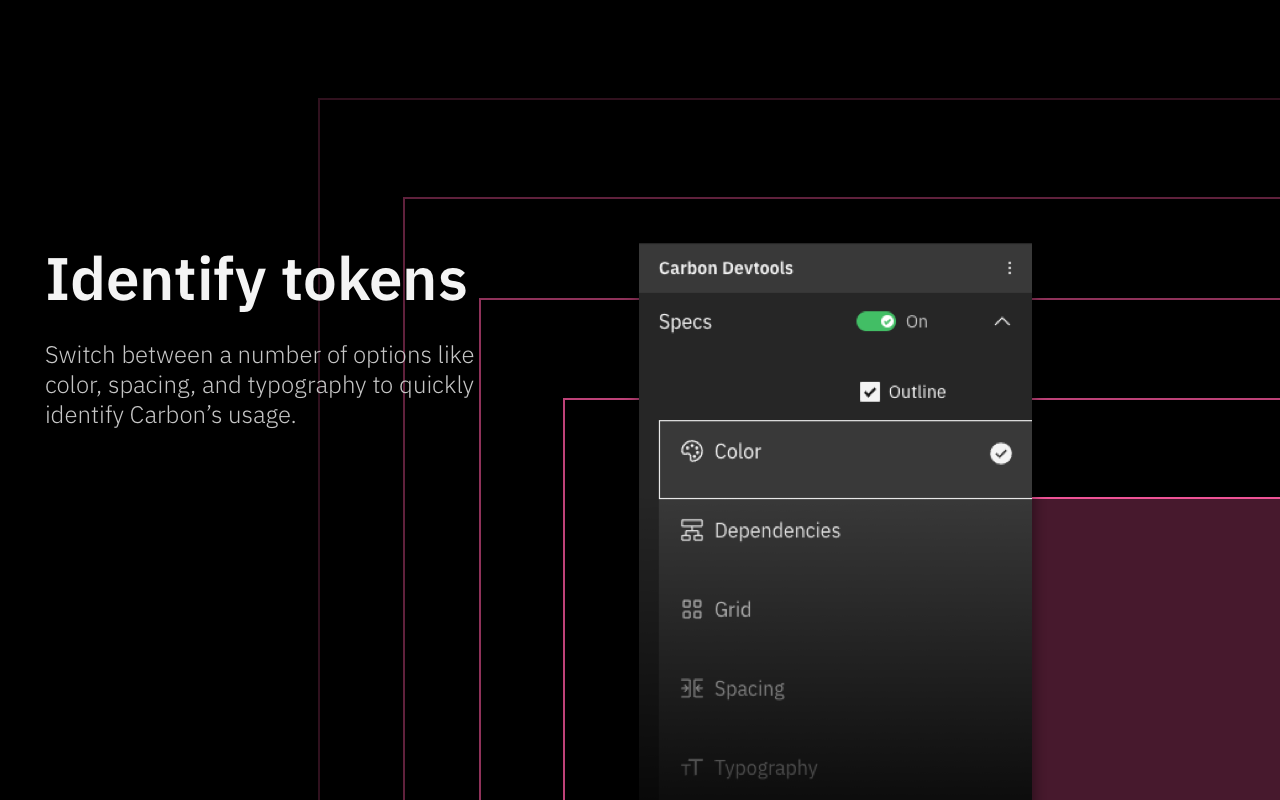 Identify tokens
Switch between a number of options like
color, spacing, and typography to quickly
identify Carbon’s usage.
Carbon Devtools
Specs
On
Outline
Color
Dependencies
Grid
Spacing
Typography